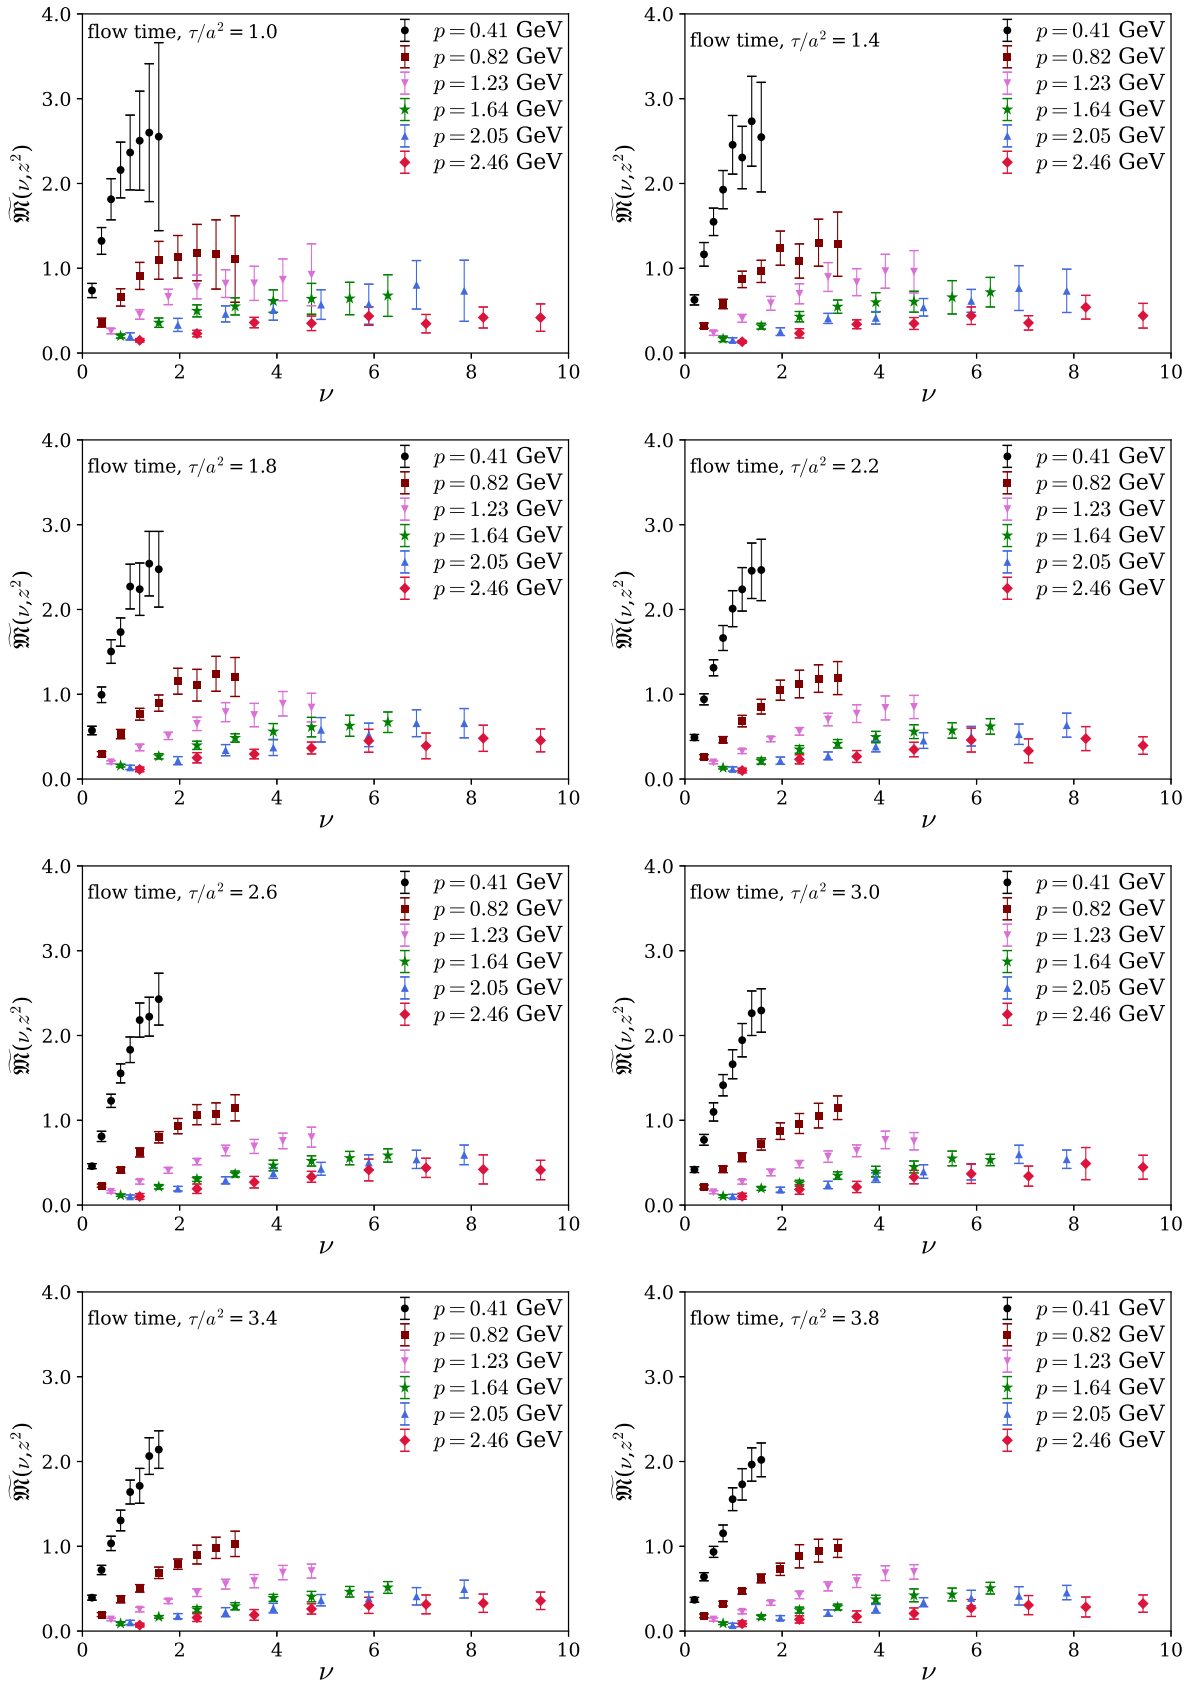 4.0
3.0
2.0
1.0
0.0
𝔐̃(ν,z²)
flow time, τ/a² = 1.0
p = 0.41 GeV
p = 0.82 GeV
p = 1.23 GeV
p = 1.64 GeV
p = 2.05 GeV
p = 2.46 GeV
0 2 4 6 8 10
ν
4.0
3.0
2.0
1.0
0.0
𝔐̃(ν,z²)
flow time, τ/a² = 1.4
p = 0.41 GeV
p = 0.82 GeV
p = 1.23 GeV
p = 1.64 GeV
p = 2.05 GeV
p = 2.46 GeV
0 2 4 6 8 10
ν
4.0
3.0
2.0
1.0
0.0
𝔐̃(ν,z²)
flow time, τ/a² = 1.8
p = 0.41 GeV
p = 0.82 GeV
p = 1.23 GeV
p = 1.64 GeV
p = 2.05 GeV
p = 2.46 GeV
0 2 4 6 8 10
ν
4.0
3.0
2.0
1.0
0.0
𝔐̃(ν,z²)
flow time, τ/a² = 2.2
p = 0.41 GeV
p = 0.82 GeV
p = 1.23 GeV
p = 1.64 GeV
p = 2.05 GeV
p = 2.46 GeV
0 2 4 6 8 10
ν
4.0
3.0
2.0
1.0
0.0
𝔐̃(ν,z²)
flow time, τ/a² = 2.6
p = 0.41 GeV
p = 0.82 GeV
p = 1.23 GeV
p = 1.64 GeV
p = 2.05 GeV
p = 2.46 GeV
0 2 4 6 8 10
ν
4.0
3.0
2.0
1.0
0.0
𝔐̃(ν,z²)
flow time, τ/a² = 3.0
p = 0.41 GeV
p = 0.82 GeV
p = 1.23 GeV
p = 1.64 GeV
p = 2.05 GeV
p = 2.46 GeV
0 2 4 6 8 10
ν
4.0
3.0
2.0
1.0
0.0
𝔐̃(ν,z²)
flow time, τ/a² = 3.4
p = 0.41 GeV
p = 0.82 GeV
p = 1.23 GeV
p = 1.64 GeV
p = 2.05 GeV
p = 2.46 GeV
0 2 4 6 8 10
ν
4.0
3.0
2.0
1.0
0.0
𝔐̃(ν,z²)
flow time, τ/a² = 3.8
p = 0.41 GeV
p = 0.82 GeV
p = 1.23 GeV
p = 1.64 GeV
p = 2.05 GeV
p = 2.46 GeV
0 2 4 6 8 10
ν